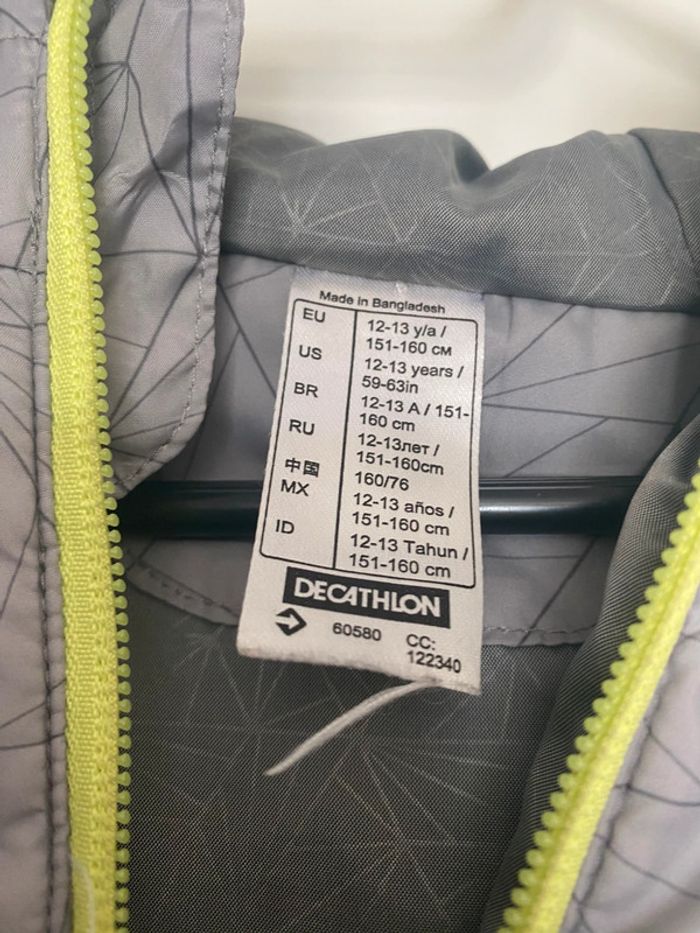 Made in Bangladesh
EU 12-13 y/a /
151-160 см
US 12-13 years /
59-63in
BR 12-13 A / 151-
160 cm
RU 12-13лет /
151-160cm
中国 160/76
MX 12-13 años /
151-160 cm
ID 12-13 Tahun /
151-160 cm
DECATHLON
60580 CC:
122340